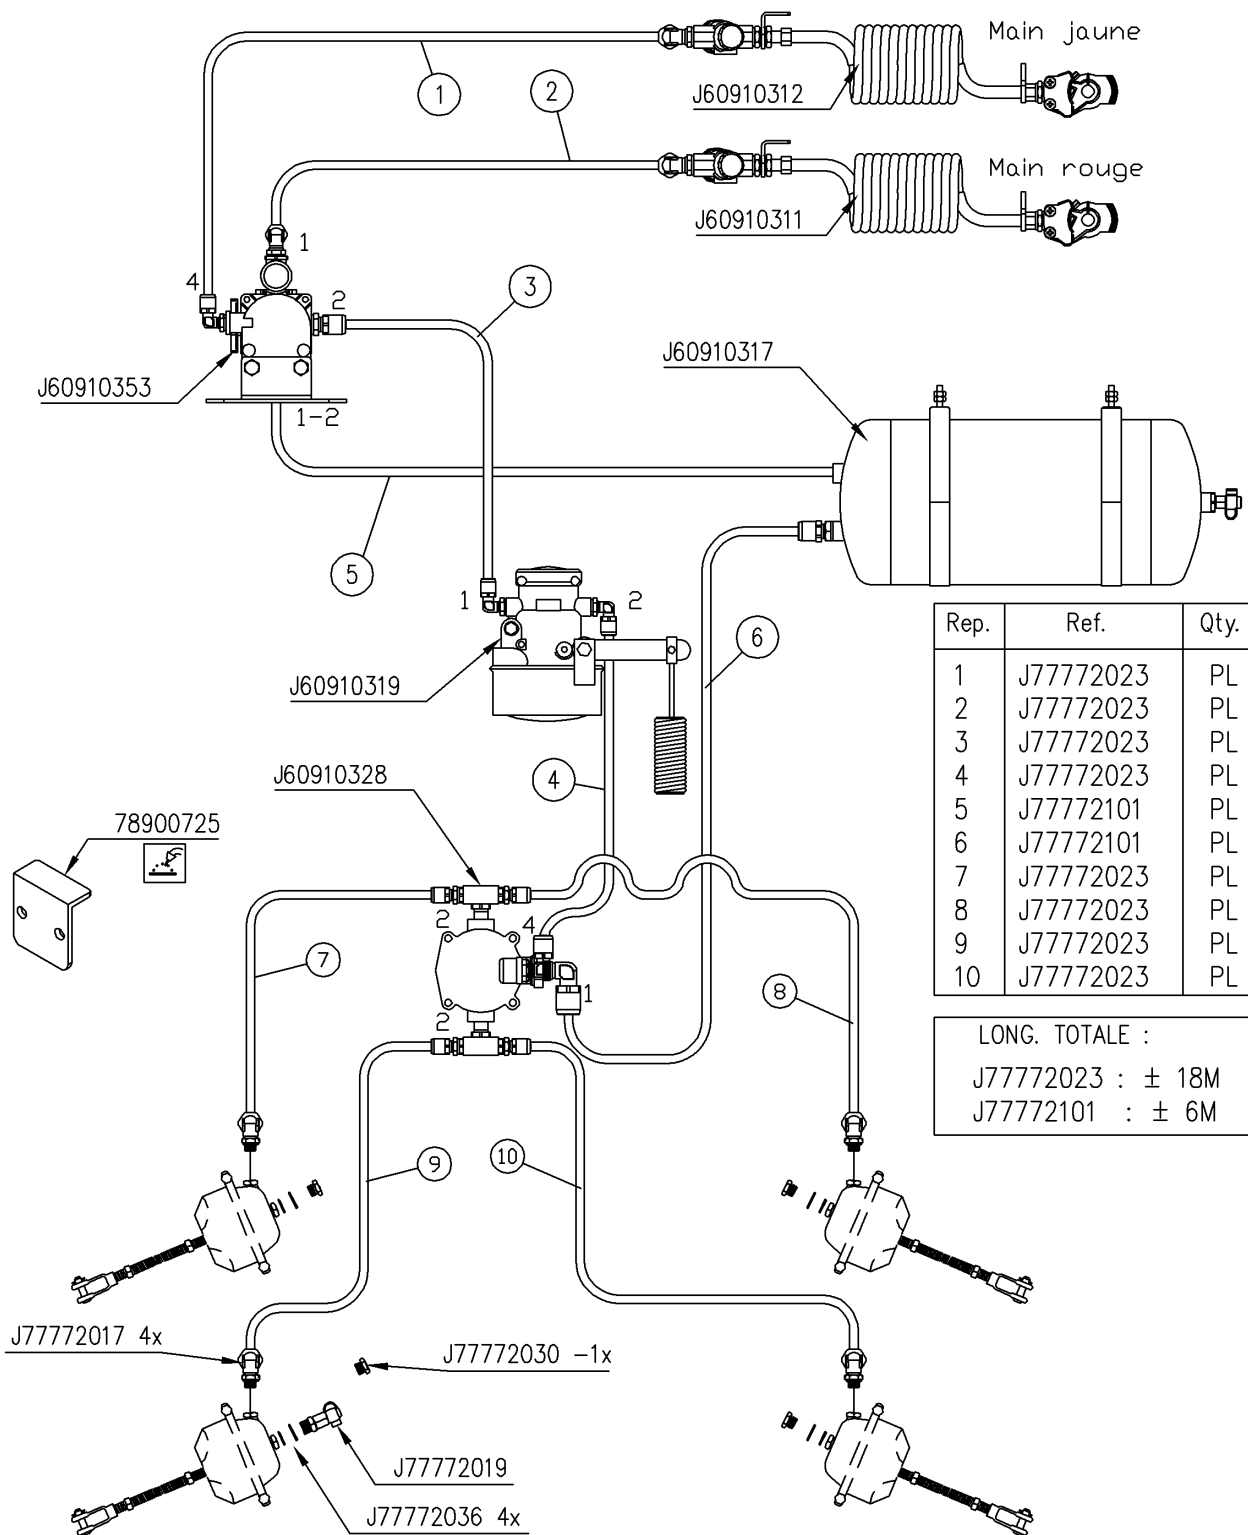 Main jaune
1
2
J60910312
Main rouge
J60910311
1
4
2
3
J60910353
J60910317
1-2
5
1
2
6
J60910319
Rep. Ref. Qty.
1 J77772023 PL
2 J77772023 PL
3 J77772023 PL
4 J77772023 PL
5 J77772101 PL
6 J77772101 PL
7 J77772023 PL
8 J77772023 PL
9 J77772023 PL
10 J77772023 PL
J60910328
4
78900725
2
4
7
1
8
2
LONG. TOTALE :
J77772023 : ± 18M
J77772101 : ± 6M
9
10
J77772017 4x
J77772030 -1x
J77772019
J77772036 4x